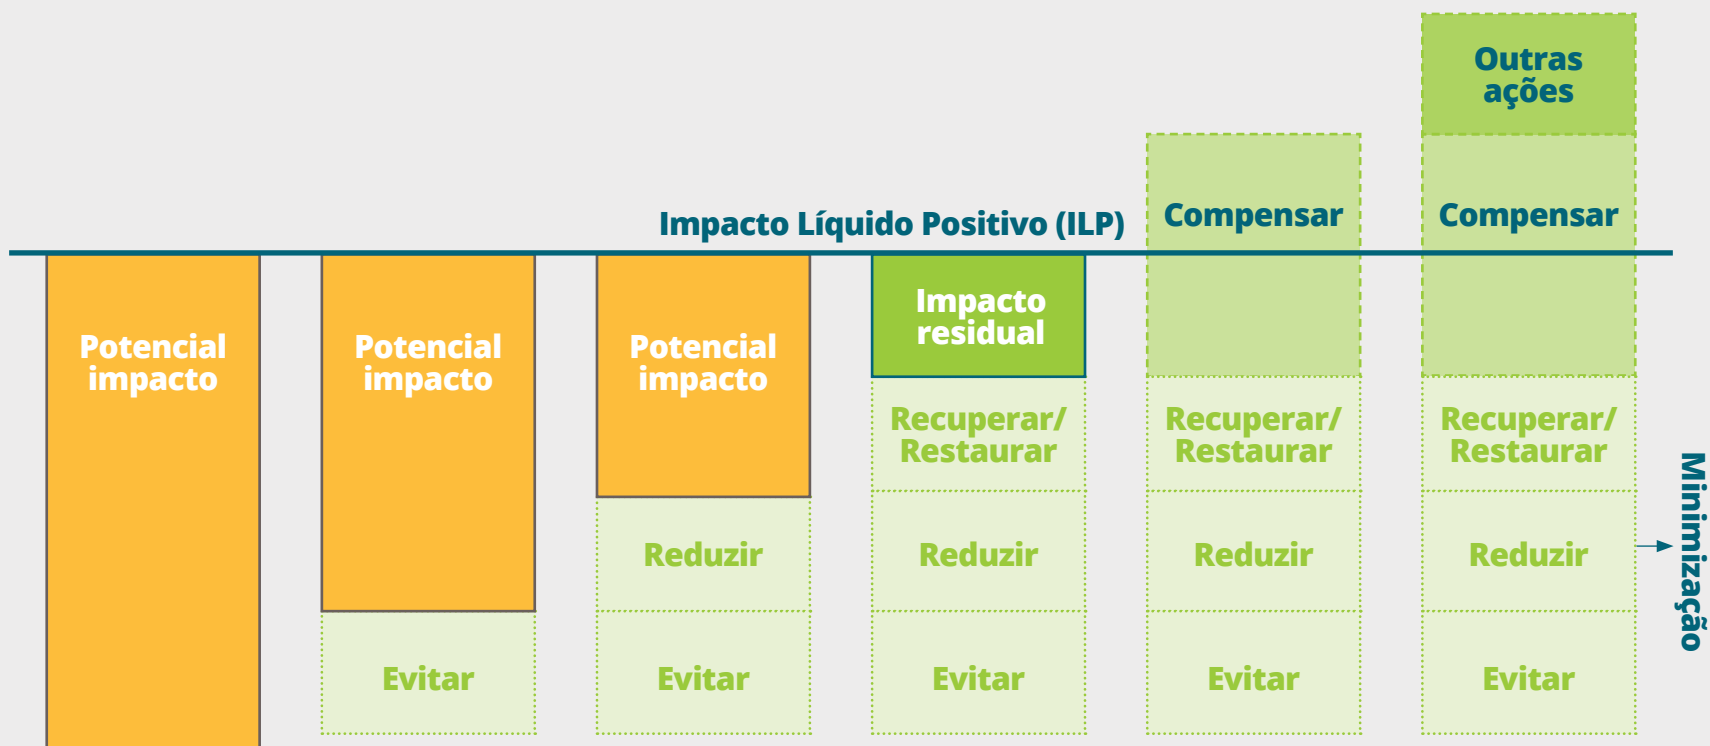 Outras
ações
Impacto Líquido Positivo (ILP)
Compensar
Compensar
Potencial
impacto
Potencial
impacto
Potencial
impacto
Impacto
residual
Recuperar/
Restaurar
Recuperar/
Restaurar
Recuperar/
Restaurar
Reduzir
Reduzir
Reduzir
Reduzir
Minimização
Evitar
Evitar
Evitar
Evitar
Evitar